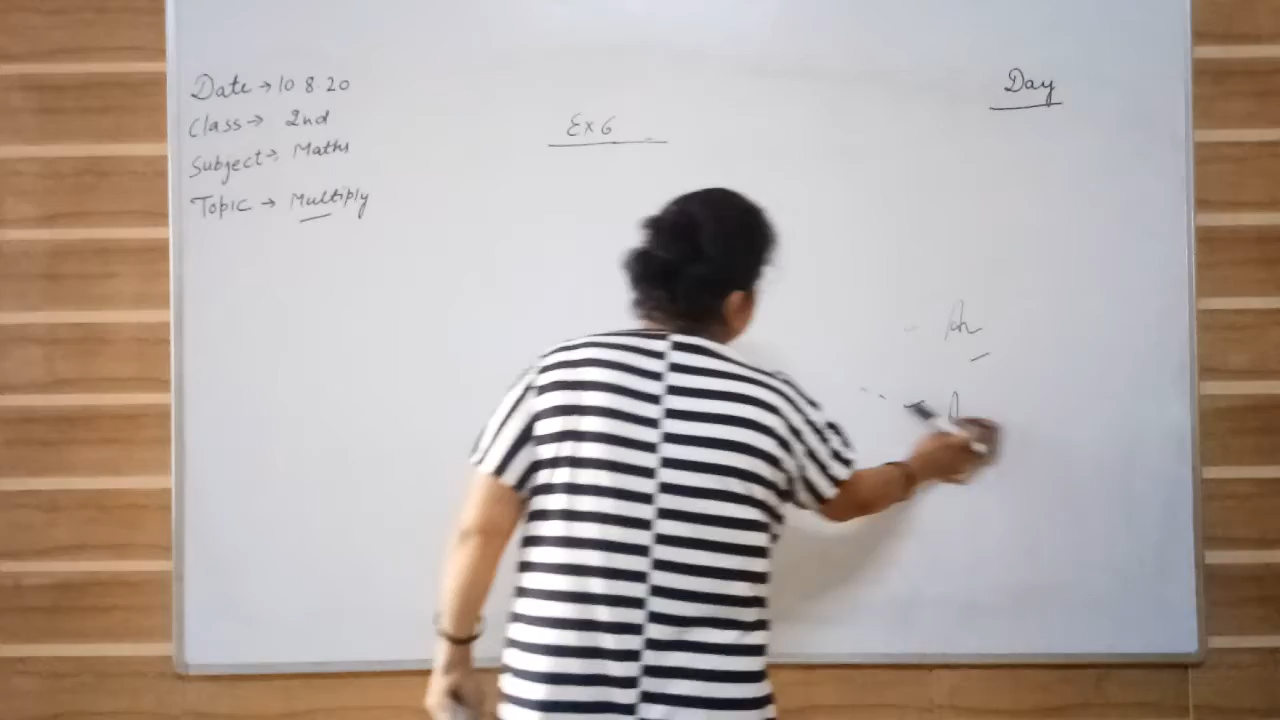 Date → 10 8.20
Class → 2nd
Subject → Maths
Topic → Multiply
Ex 6
Day